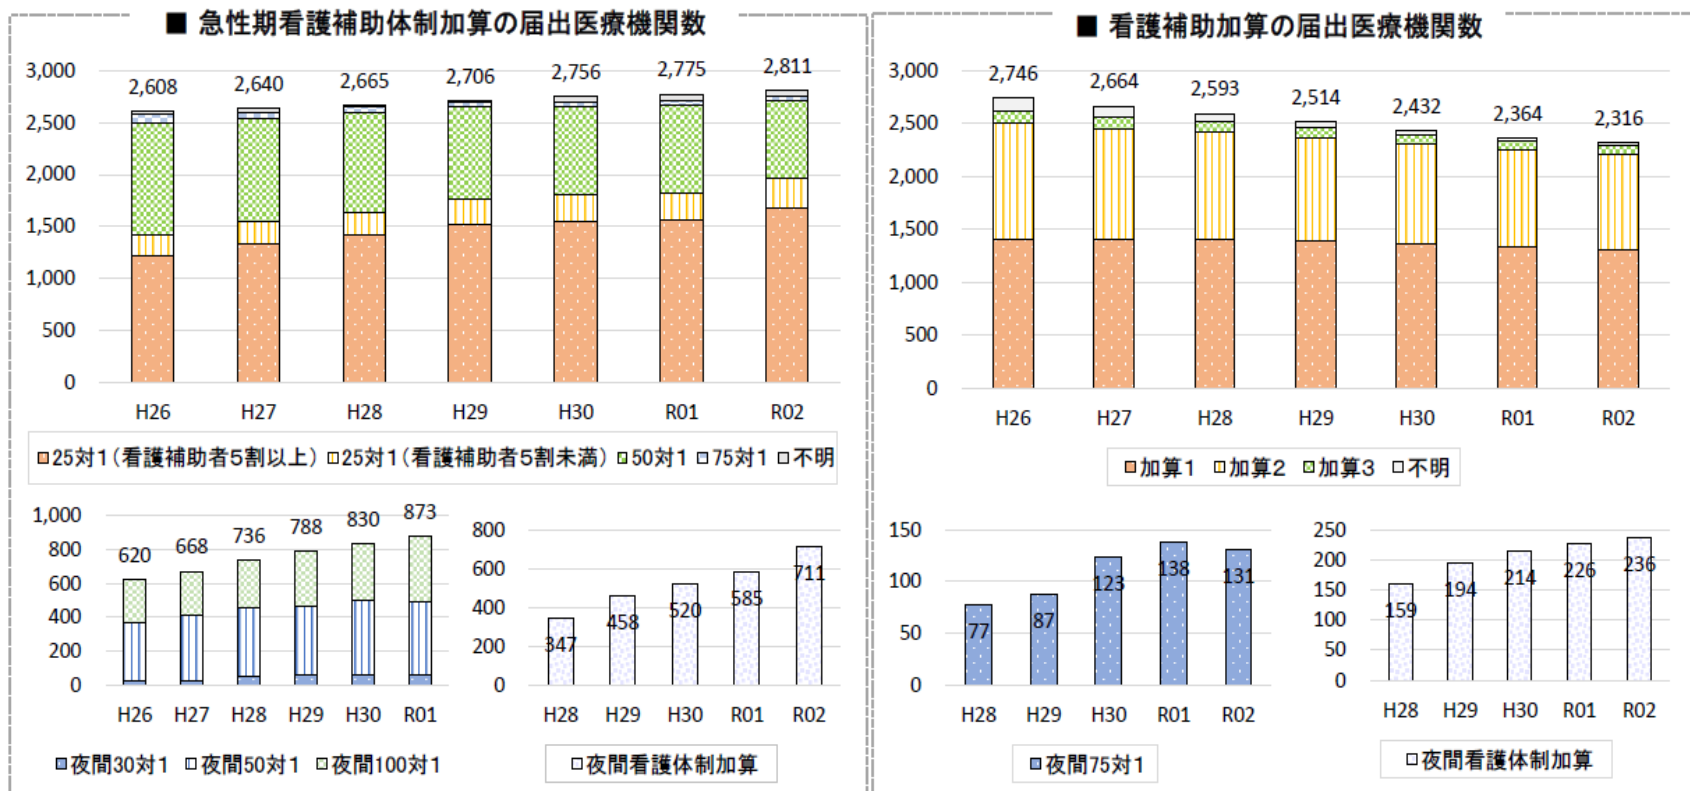 ■ 急性期看護補助体制加算の届出医療機関数
3,000
2,500
2,000
1,500
1,000
500
0
2,608 2,640 2,665 2,706 2,756 2,775 2,811
H26 H27 H28 H29 H30 R01 R02
25対1(看護補助者5割以上) 25対1(看護補助者5割未満) 50対1 75対1 不明
1,000
800
600
400
200
0
620 668 736 788 830 873
H26 H27 H28 H29 H30 R01
夜間30対1 夜間50対1 夜間100対1
800
600
400
200
0
347 458 520 585 711
H28 H29 H30 R01 R02
夜間看護体制加算
■ 看護補助加算の届出医療機関数
3,000
2,500
2,000
1,500
1,000
500
0
2,746 2,664 2,593 2,514 2,432 2,364 2,316
H26 H27 H28 H29 H30 R01 R02
加算1 加算2 加算3 不明
150
100
50
0
77 87 123 138 131
H28 H29 H30 R01 R02
夜間75対1
250
200
150
100
50
0
159 194 214 226 236
H28 H29 H30 R01 R02
夜間看護体制加算